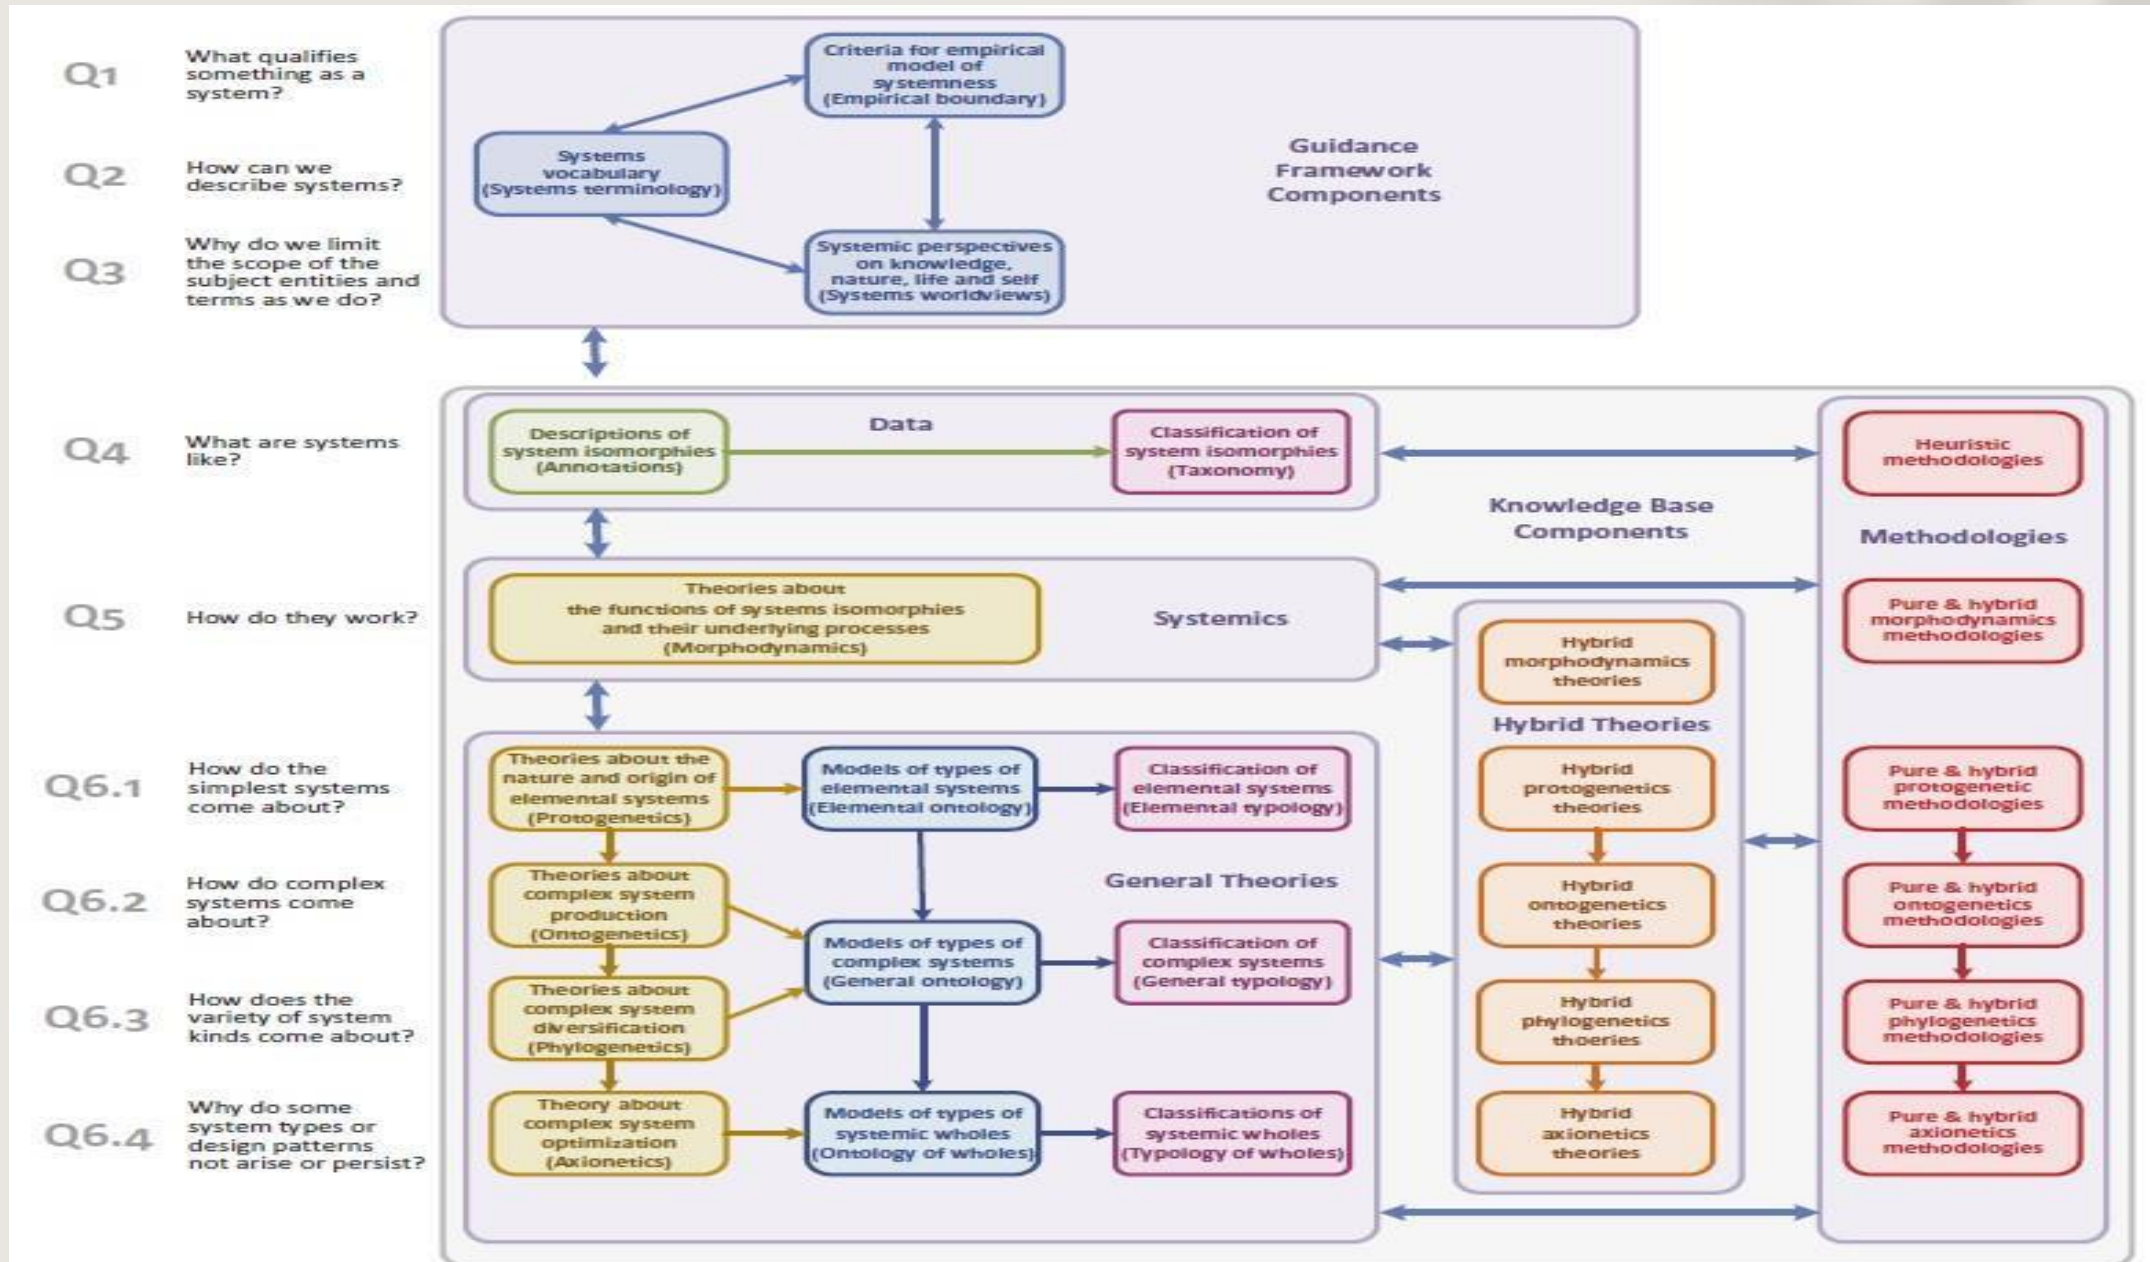 Q1
What qualifies
something as a
system?
Q2
How can we
describe systems?
Q3
Why do we limit
the scope of the
subject entities and
terms as we do?
Criteria for empirical
model of
systemness
(Empirical boundary)
Systems
vocabulary
(Systems terminology)
Systemic perspectives
on knowledge,
nature, life and self
(Systems worldviews)
Guidance
Framework
Components
Q4
What are systems
like?
Descriptions of
system isomorphies
(Annotations)
Data
Classification of
system isomorphies
(Taxonomy)
Knowledge Base
Components
Heuristic
methodologies
Methodologies
Q5
How do they work?
Theories about
the functions of systems isomorphies
and their underlying processes
(Morphodynamics)
Systemics
Hybrid
morphodynamics
theories
Pure & hybrid
morphodynamics
methodologies
Hybrid Theories
Q6.1
How do the
simplest systems
come about?
Theories about the
nature and origin of
elemental systems
(Protogenetics)
Models of types of
elemental systems
(Elemental ontology)
Classification of
elemental systems
(Elemental typology)
Hybrid
protogenetics
theories
Pure & hybrid
protogenetic
methodologies
Q6.2
How do complex
systems come
about?
Theories about
complex system
production
(Ontogenetics)
General Theories
Hybrid
ontogenetics
theories
Pure & hybrid
ontogenetics
methodologies
Models of types of
complex systems
(General ontology)
Classification of
complex systems
(General typology)
Q6.3
How does the
variety of system
kinds come about?
Theories about
complex system
diversification
(Phylogenetics)
Hybrid
phylogenetics
thoeries
Pure & hybrid
phylogenetics
methodologies
Q6.4
Why do some
system types or
design patterns
not arise or persist?
Theory about
complex system
optimization
(Axionetics)
Models of types of
systemic wholes
(Ontology of wholes)
Classifications of
systemic wholes
(Typology of wholes)
Hybrid
axionetics
theories
Pure & hybrid
axionetics
methodologies